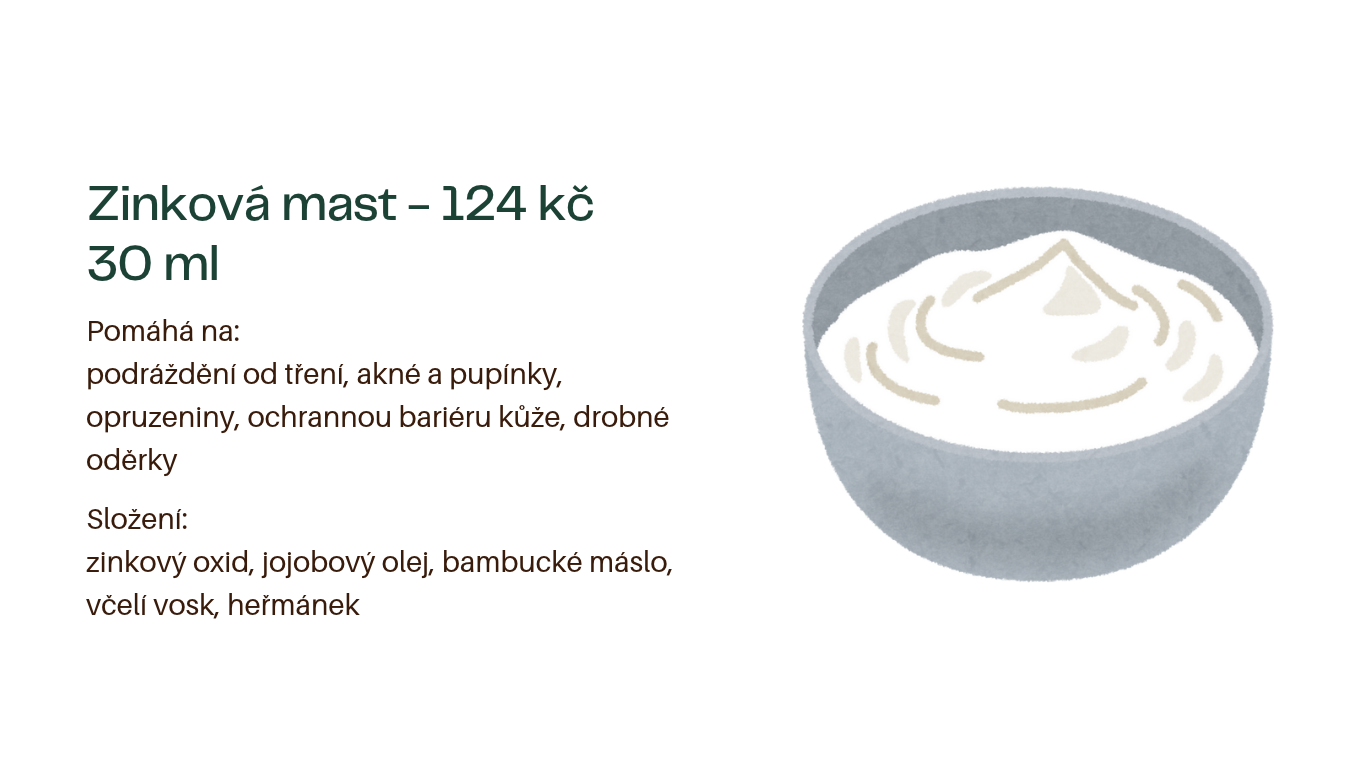 Zinková mast – 124 kč
30 ml
Pomáhá na:
podráždění od tření, akné a pupínky,
opruzeniny, ochrannou bariéru kůže, drobné
oděrky
Složení:
zinkový oxid, jojobový olej, bambucké máslo,
včelí vosk, heřmánek